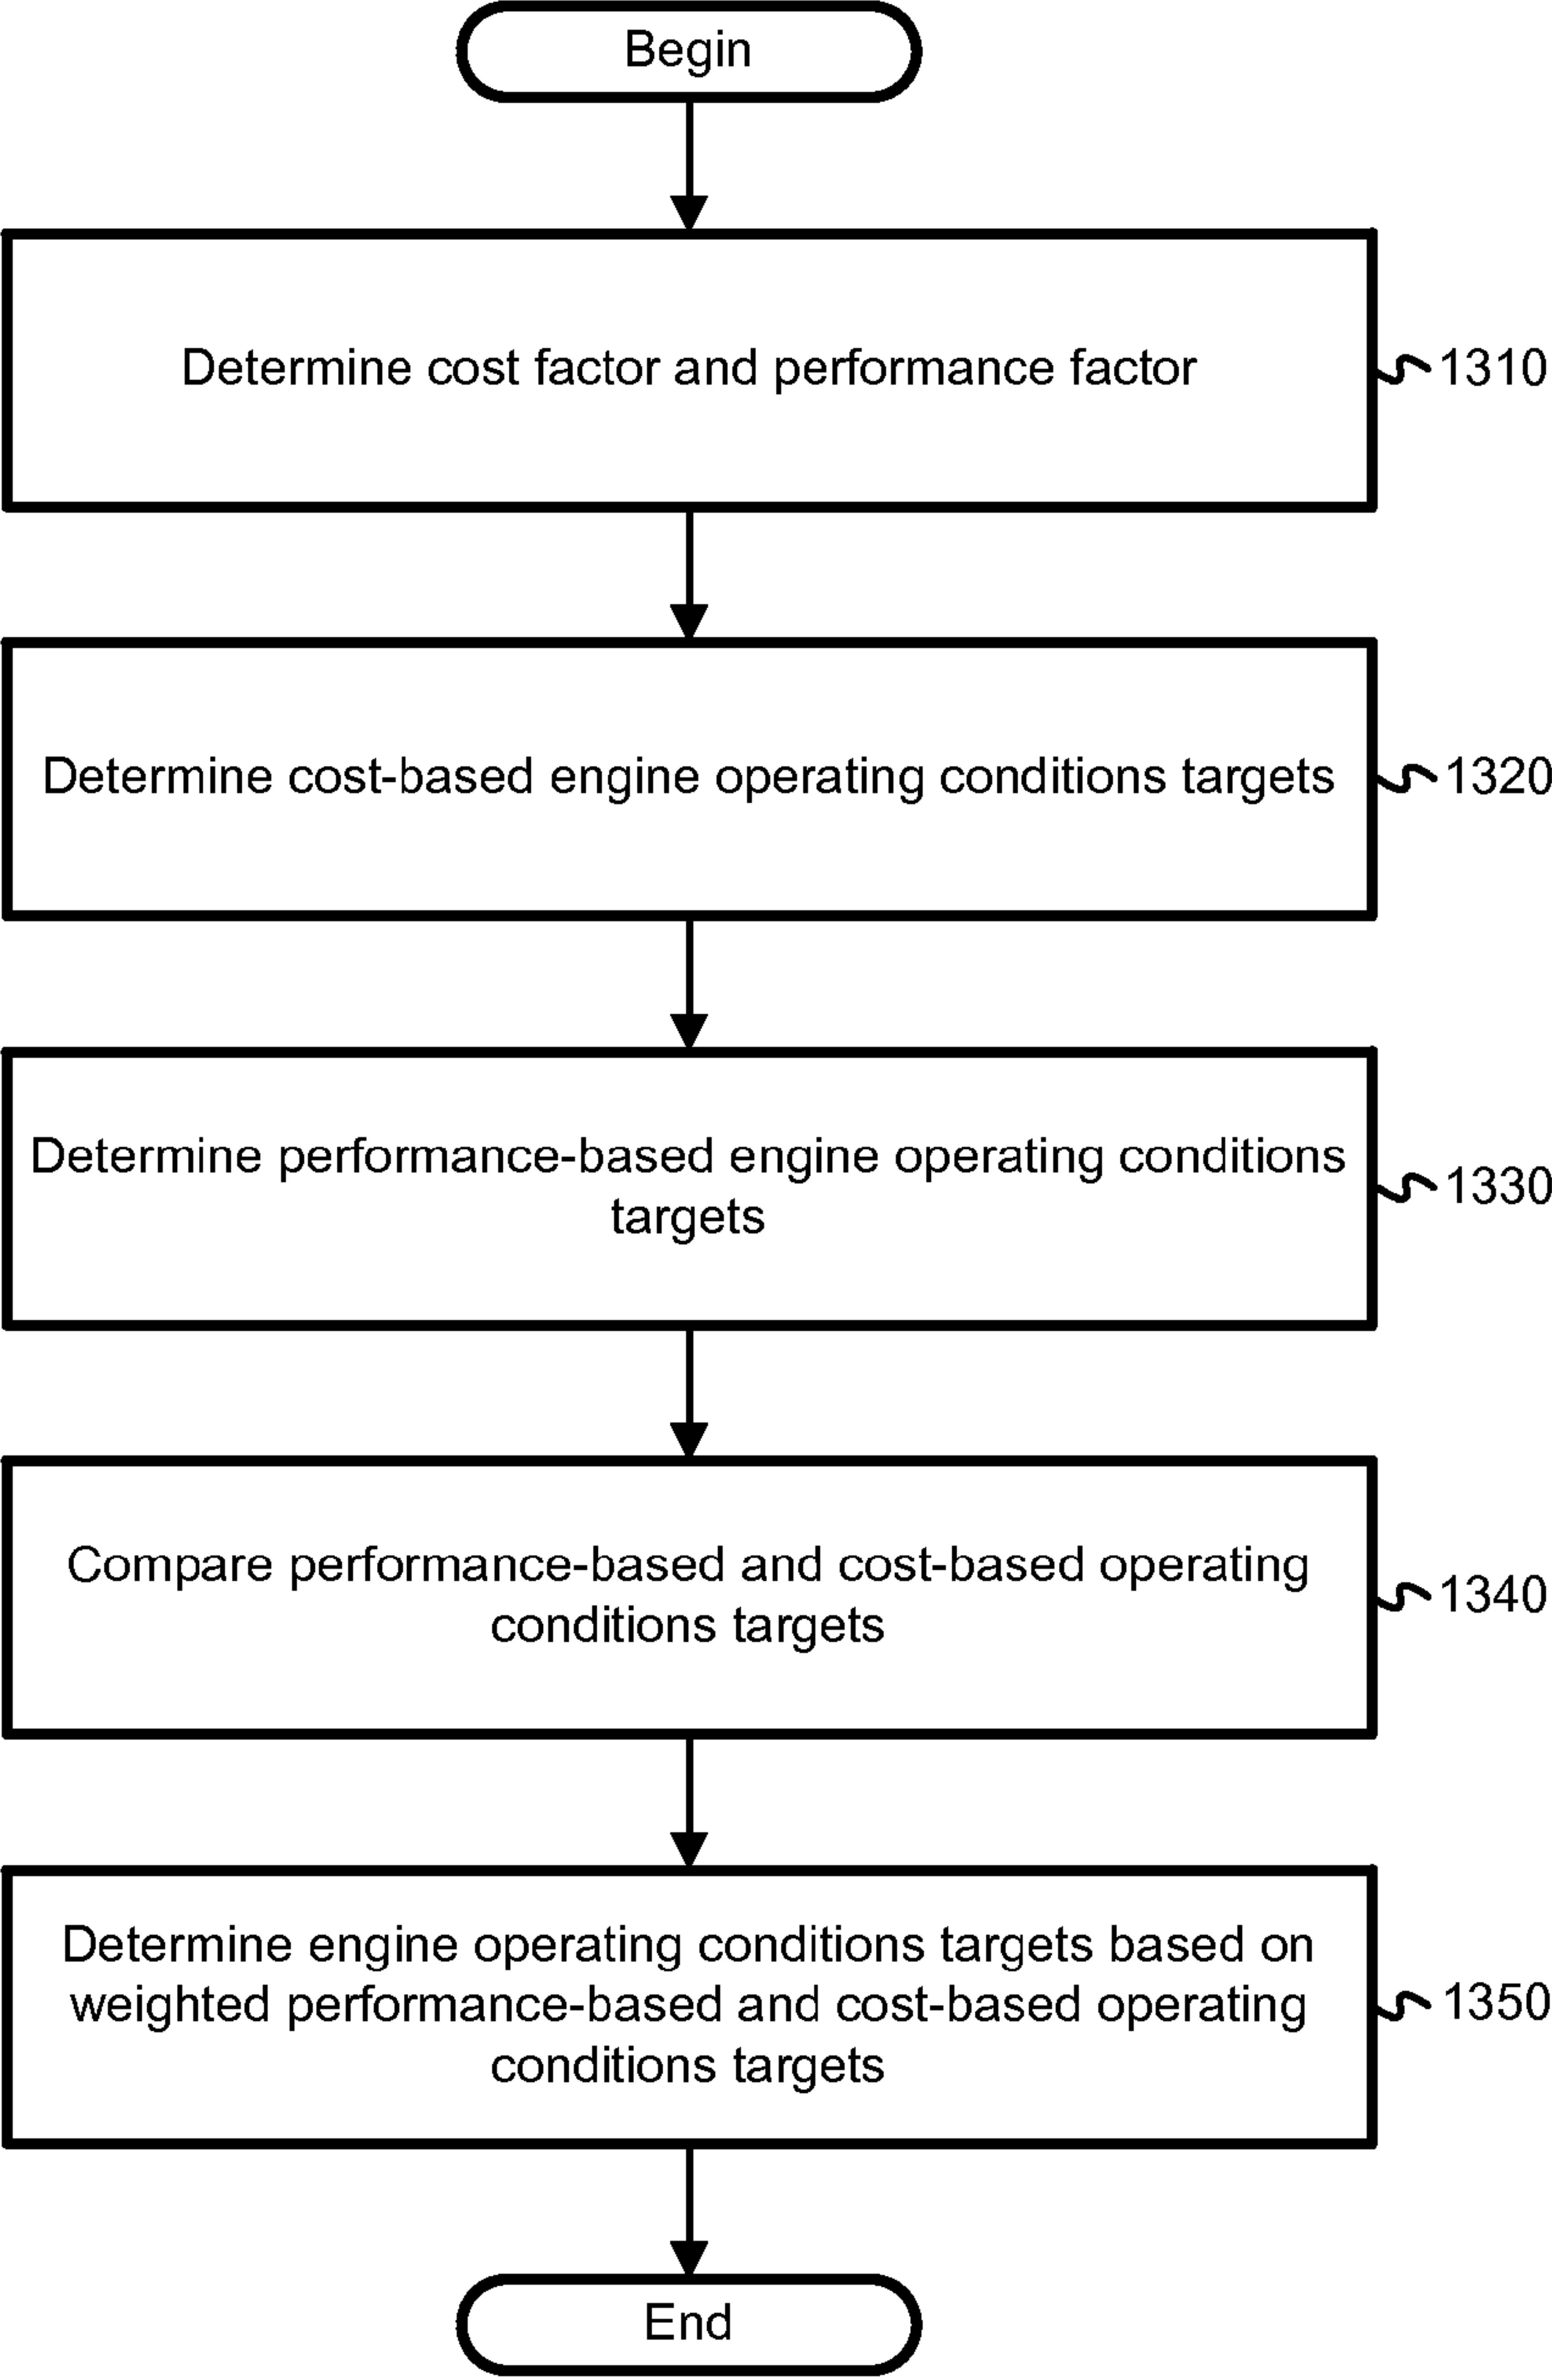 Begin
Determine cost factor and performance factor
1310
Determine cost-based engine operating conditions targets
1320
Determine performance-based engine operating conditions
targets
1330
Compare performance-based and cost-based operating
conditions targets
1340
Determine engine operating conditions targets based on
weighted performance-based and cost-based operating
conditions targets
1350
End